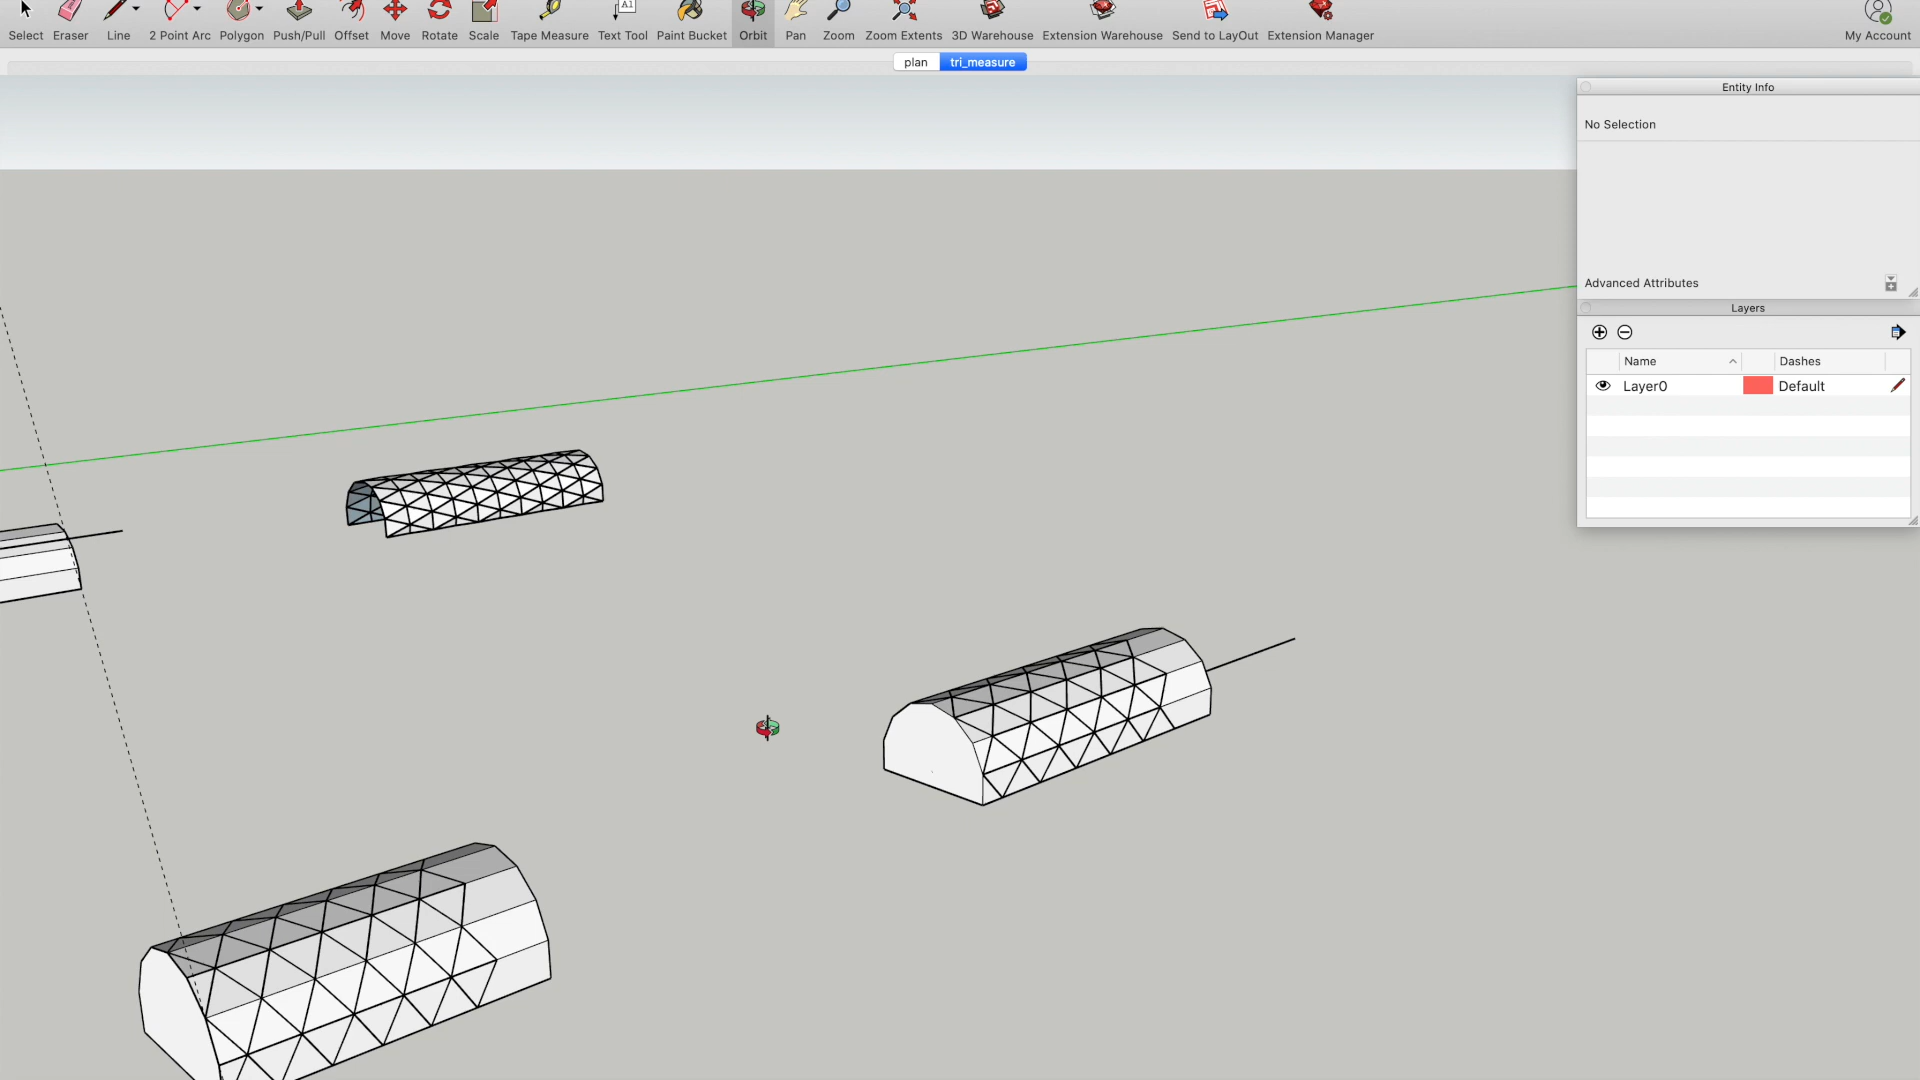 A1
Select Eraser Line 2 Point Arc Polygon Push/Pull Offset Move Rotate Scale Tape Measure Text Tool Paint Bucket Orbit Pan Zoom Zoom Extents 3D Warehouse Extension Warehouse Send to LayOut Extension Manager My Account
plan tri_measure
Entity Info
No Selection
Advanced Attributes
Layers
Name Dashes
Layer0 Default